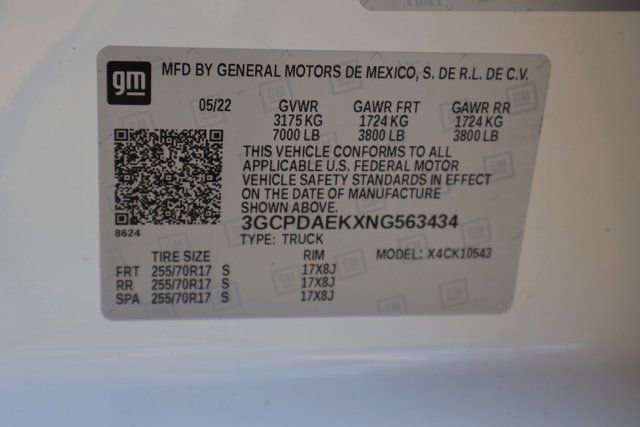 gm
MFD BY GENERAL MOTORS DE MEXICO, S. DE R.L. DE C.V.
05/22 GVWR GAWR FRT GAWR RR
3175 KG 1724 KG 1724 KG
7000 LB 3800 LB 3800 LB
THIS VEHICLE CONFORMS TO ALL
APPLICABLE U.S. FEDERAL MOTOR
VEHICLE SAFETY STANDARDS IN EFFECT
ON THE DATE OF MANUFACTURE
SHOWN ABOVE.
8624
3GCPDAEKXNG563434
TYPE: TRUCK
TIRE SIZE RIM MODEL: X4CK10543
FRT 255/70R17 S 17X8J
RR 255/70R17 S 17X8J
SPA 255/70R17 S 17X8J